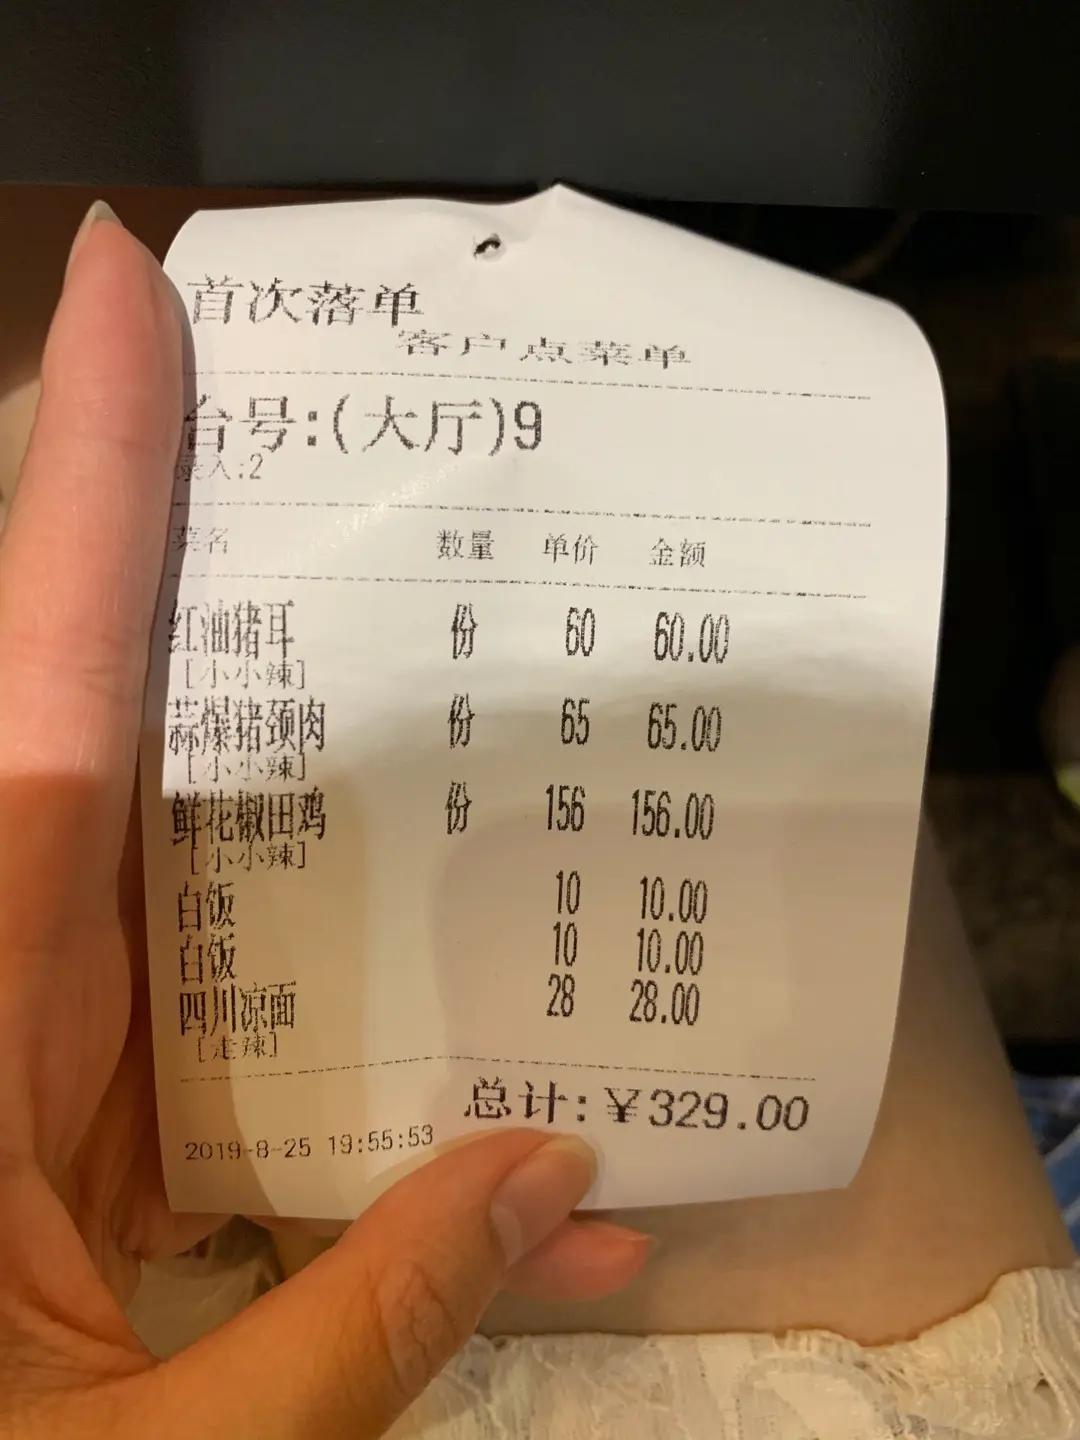 首次落单
客户点菜单
台号:(大厅)9
录入:2
菜名 数量 单价 金额
红油猪耳 份 60 60.00
[小小辣]
蒜爆猪颈肉 份 65 65.00
[小小辣]
鲜花椒田鸡 份 156 156.00
[小小辣]
白饭 10 10.00
白饭 10 10.00
四川凉面 28 28.00
[走辣]
总计:¥329.00
2019-8-25 19:55:53